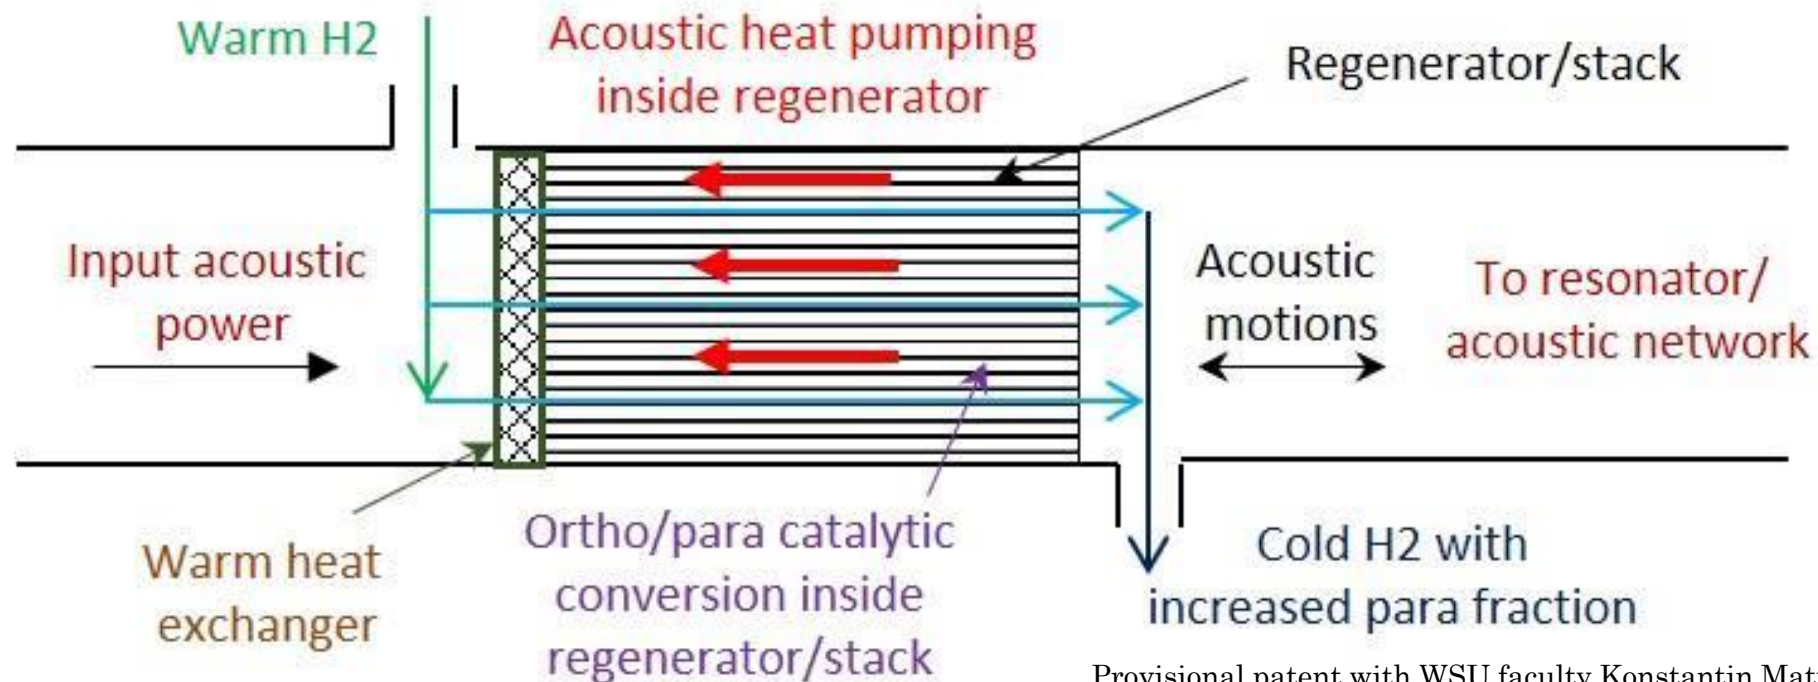 Warm H2
Acoustic heat pumping
inside regenerator
Regenerator/stack
Input acoustic
power
Acoustic
motions
To resonator/
acoustic network
Warm heat
exchanger
Ortho/para catalytic
conversion inside
regenerator/stack
Cold H2 with
increased para fraction
Provisional patent with WSU faculty Konstantin